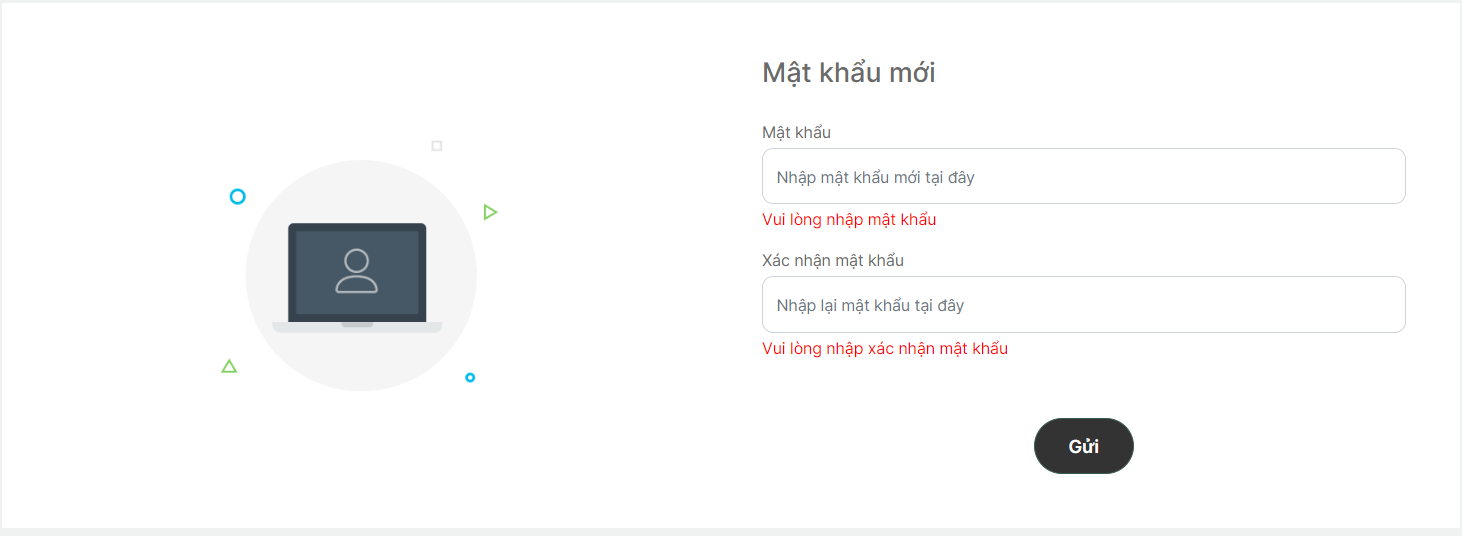 Mật khẩu mới
Mật khẩu
Nhập mật khẩu mới tại đây
Vui lòng nhập mật khẩu
Xác nhận mật khẩu
Nhập lại mật khẩu tại đây
Vui lòng nhập xác nhận mật khẩu
Gửi